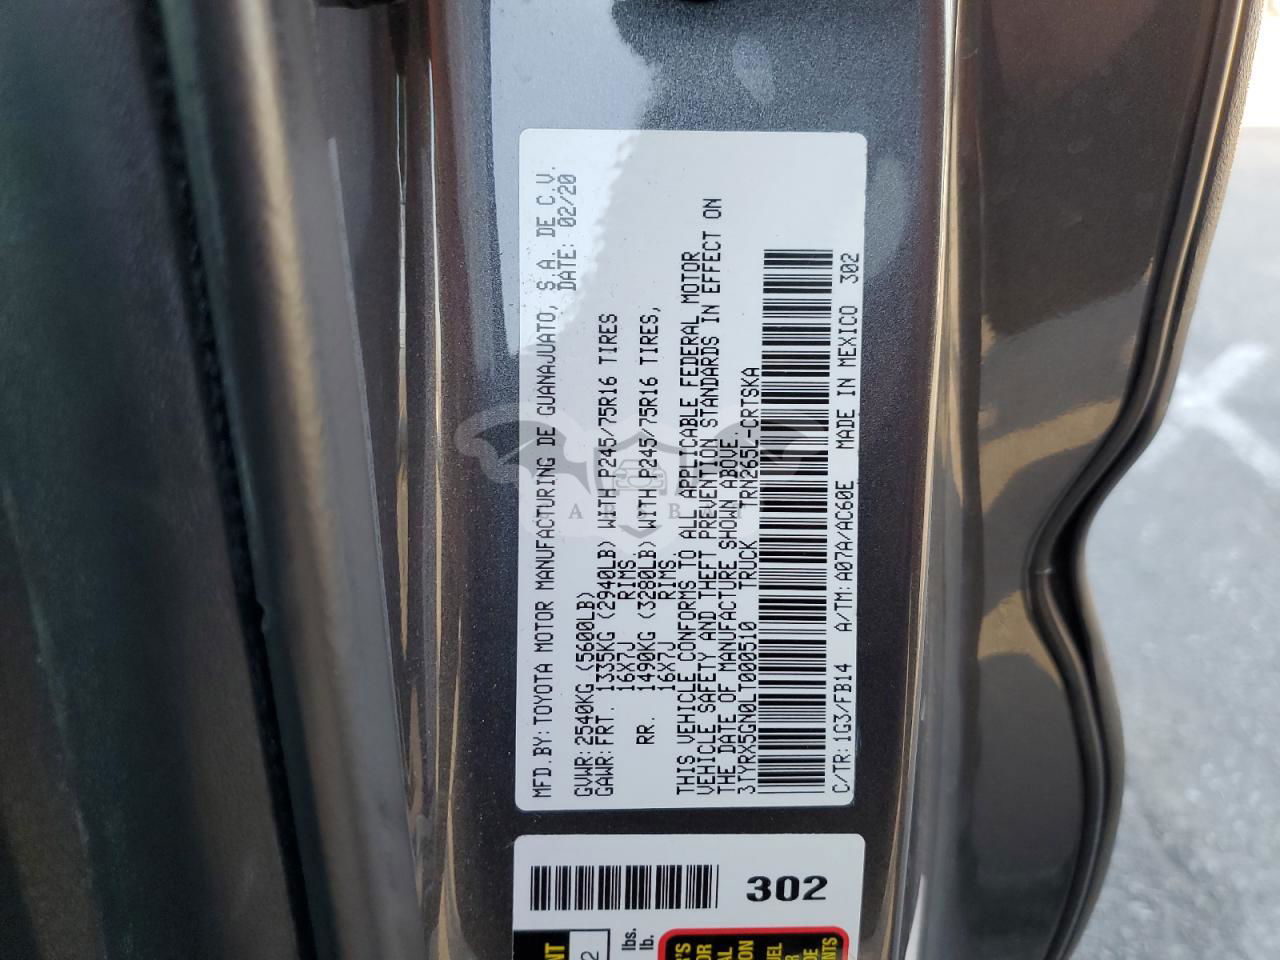 MFD.BY: TOYOTA MOTOR MANUFACTURING DE GUANAJUATO, S.A. DE C.V.
DATE: 02/20
GVWR: 2540KG (5600LB)
GAWR: FRT. 1335KG (2940LB) WITH P245/75R16 TIRES
16X7J RIMS.
RR. 1490KG (3280LB) WITH P245/75R16 TIRES,
16X7J RIMS.
THIS VEHICLE CONFORMS TO ALL APPLICABLE FEDERAL MOTOR
VEHICLE SAFETY AND THEFT PREVENTION STANDARDS IN EFFECT ON
THE DATE OF MANUFACTURE SHOWN ABOVE.
3TYRX5GN0LT000510 TRUCK TRN265L-CRTSKA
C/TR: 1G3/FB14 A/TM: A07A/AC60E MADE IN MEXICO 302
302
lbs.
lb.